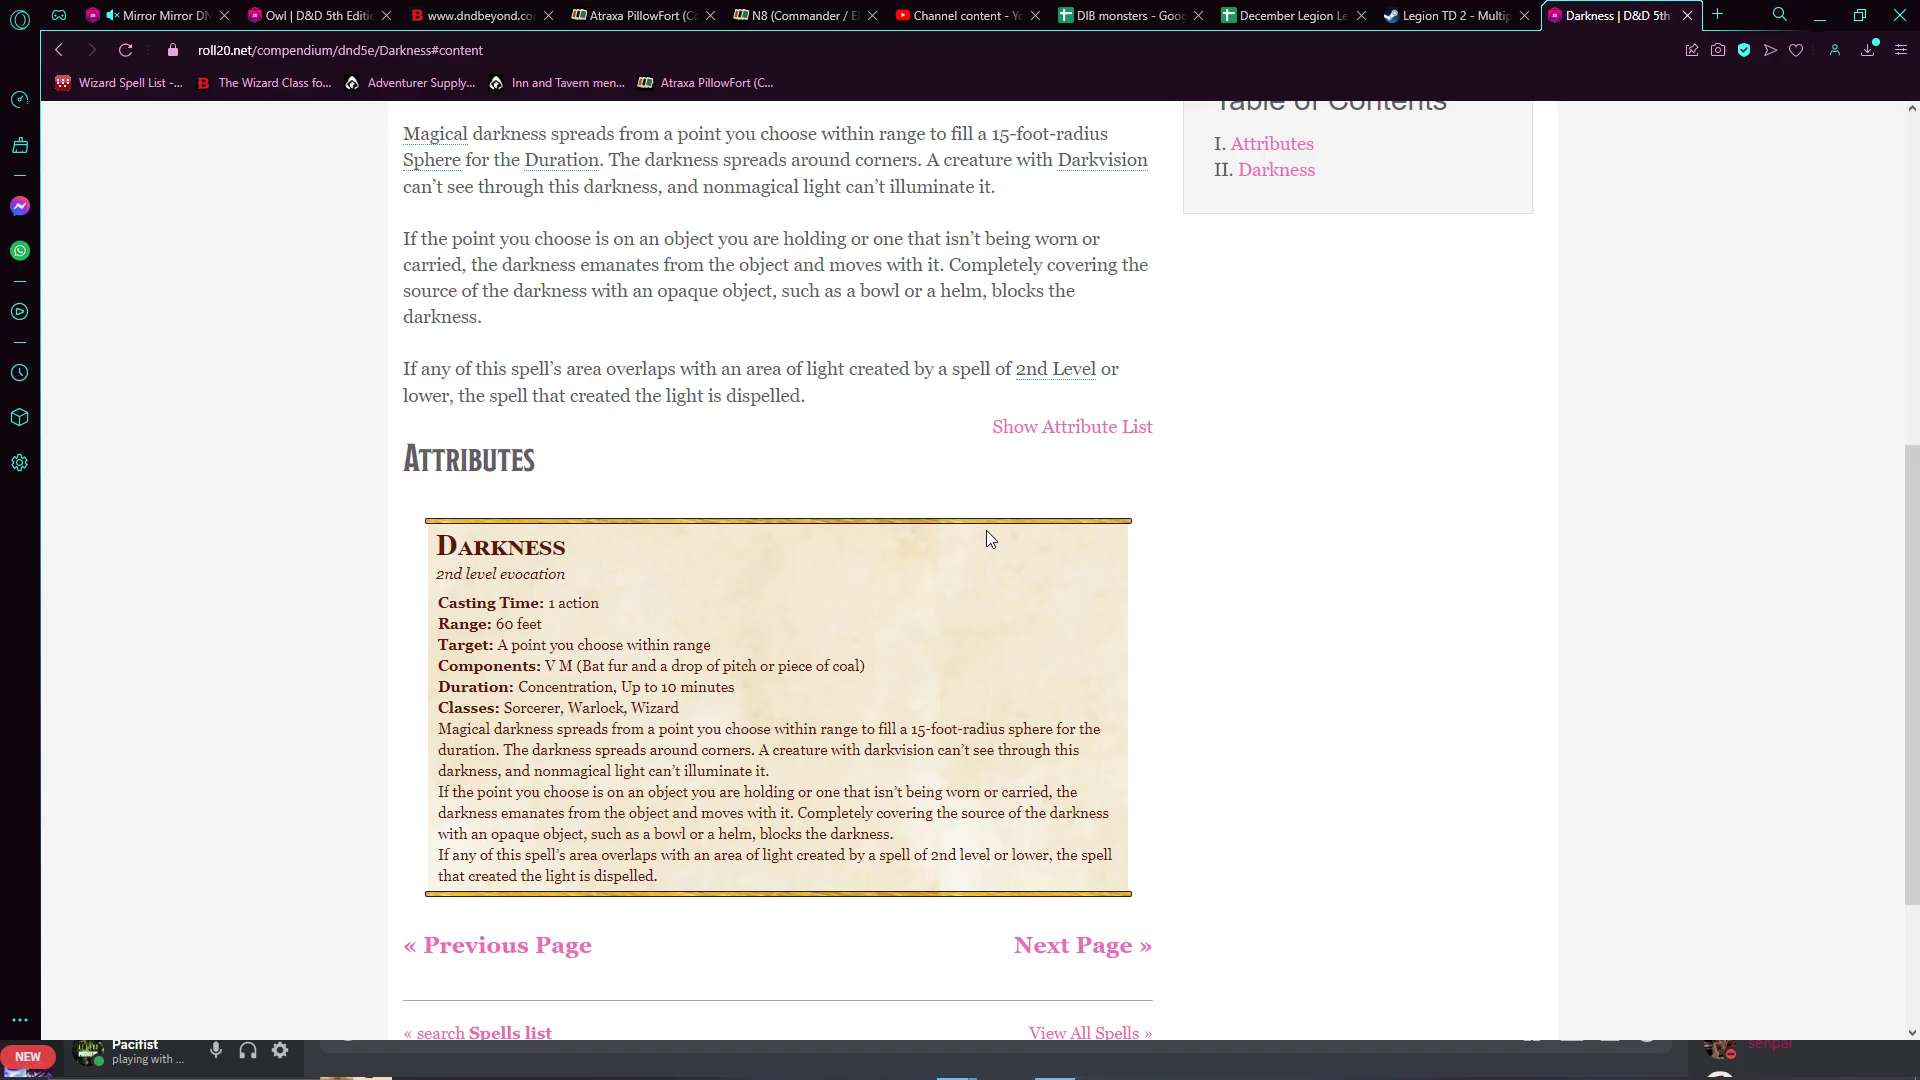 Mirror Mirror DN
Owl | D&D 5th Editi
www.dndbeyond.co
Atraxa PillowFort (C
N8 (Commander / E
Channel content - Yo
DIB monsters - Goog
December Legion Le
Legion TD 2 - Multip
Darkness | D&D 5th
roll20.net/compendium/dnd5e/Darkness#content
Wizard Spell List -...
The Wizard Class fo...
Adventurer Supply...
Inn and Tavern men...
Atraxa PillowFort (C...
Table of Contents
I. Attributes
II. Darkness
Magical darkness spreads from a point you choose within range to fill a 15-foot-radius
Sphere for the Duration. The darkness spreads around corners. A creature with Darkvision
can’t see through this darkness, and nonmagical light can’t illuminate it.
If the point you choose is on an object you are holding or one that isn’t being worn or
carried, the darkness emanates from the object and moves with it. Completely covering the
source of the darkness with an opaque object, such as a bowl or a helm, blocks the
darkness.
If any of this spell’s area overlaps with an area of light created by a spell of 2nd Level or
lower, the spell that created the light is dispelled.
Show Attribute List
ATTRIBUTES
DARKNESS
2nd level evocation
Casting Time: 1 action
Range: 60 feet
Target: A point you choose within range
Components: V M (Bat fur and a drop of pitch or piece of coal)
Duration: Concentration, Up to 10 minutes
Classes: Sorcerer, Warlock, Wizard
Magical darkness spreads from a point you choose within range to fill a 15-foot-radius sphere for the
duration. The darkness spreads around corners. A creature with darkvision can’t see through this
darkness, and nonmagical light can’t illuminate it.
If the point you choose is on an object you are holding or one that isn’t being worn or carried, the
darkness emanates from the object and moves with it. Completely covering the source of the darkness
with an opaque object, such as a bowl or a helm, blocks the darkness.
If any of this spell’s area overlaps with an area of light created by a spell of 2nd level or lower, the spell
that created the light is dispelled.
« Previous Page
Next Page »
« search Spells list
View All Spells »
NEW
Pacifist
playing with ...
senpai